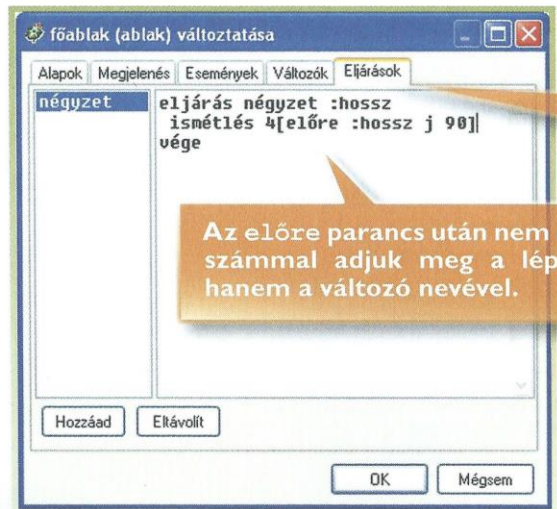 főablak (ablak) változtatása
Alapok Megjelenés Események Változók Eljárások
négyzet
eljárás négyzet :hossz
ismétlés 4[előre :hossz j 90]
vége
Az előre parancs után nem
számmal adjuk meg a lép
hanem a változó nevével.
Hozzáad Eltávolít
OK Mégsem